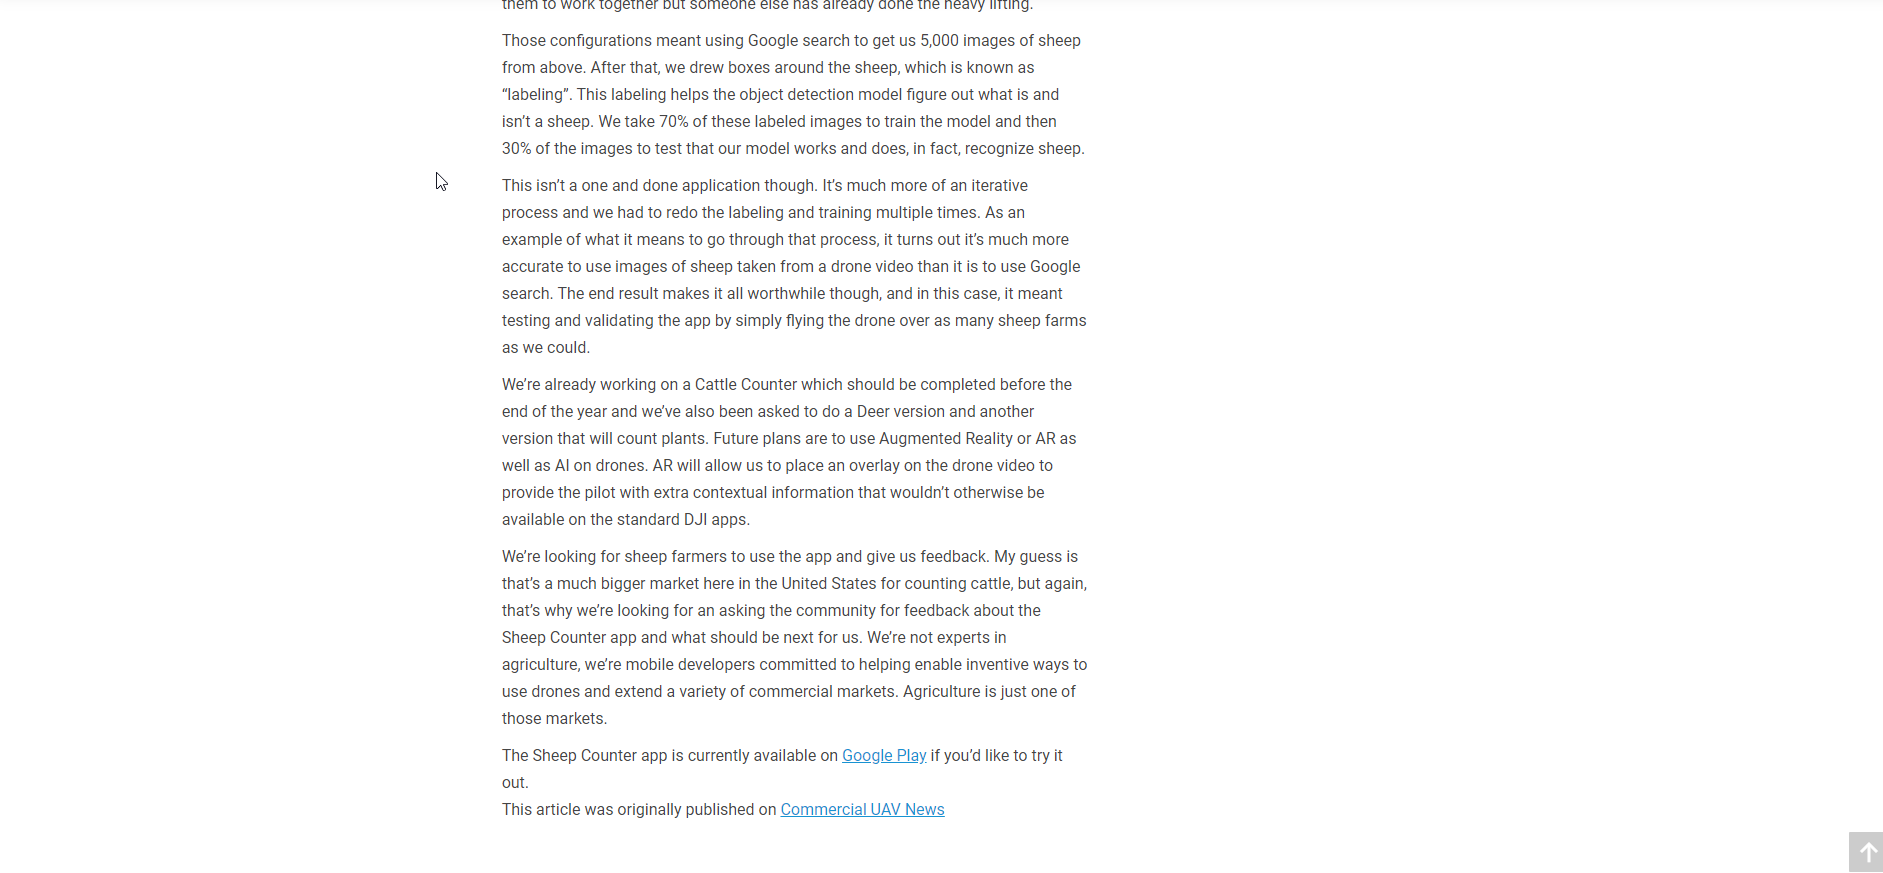 them to work together but someone else has already done the heavy lifting.
Those configurations meant using Google search to get us 5,000 images of sheep
from above. After that, we drew boxes around the sheep, which is known as
“labeling”. This labeling helps the object detection model figure out what is and
isn’t a sheep. We take 70% of these labeled images to train the model and then
30% of the images to test that our model works and does, in fact, recognize sheep.
This isn’t a one and done application though. It’s much more of an iterative
process and we had to redo the labeling and training multiple times. As an
example of what it means to go through that process, it turns out it’s much more
accurate to use images of sheep taken from a drone video than it is to use Google
search. The end result makes it all worthwhile though, and in this case, it meant
testing and validating the app by simply flying the drone over as many sheep farms
as we could.
We’re already working on a Cattle Counter which should be completed before the
end of the year and we’ve also been asked to do a Deer version and another
version that will count plants. Future plans are to use Augmented Reality or AR as
well as AI on drones. AR will allow us to place an overlay on the drone video to
provide the pilot with extra contextual information that wouldn’t otherwise be
available on the standard DJI apps.
We’re looking for sheep farmers to use the app and give us feedback. My guess is
that’s a much bigger market here in the United States for counting cattle, but again,
that’s why we’re looking for an asking the community for feedback about the
Sheep Counter app and what should be next for us. We’re not experts in
agriculture, we’re mobile developers committed to helping enable inventive ways to
use drones and extend a variety of commercial markets. Agriculture is just one of
those markets.
The Sheep Counter app is currently available on Google Play if you’d like to try it
out.
This article was originally published on Commercial UAV News